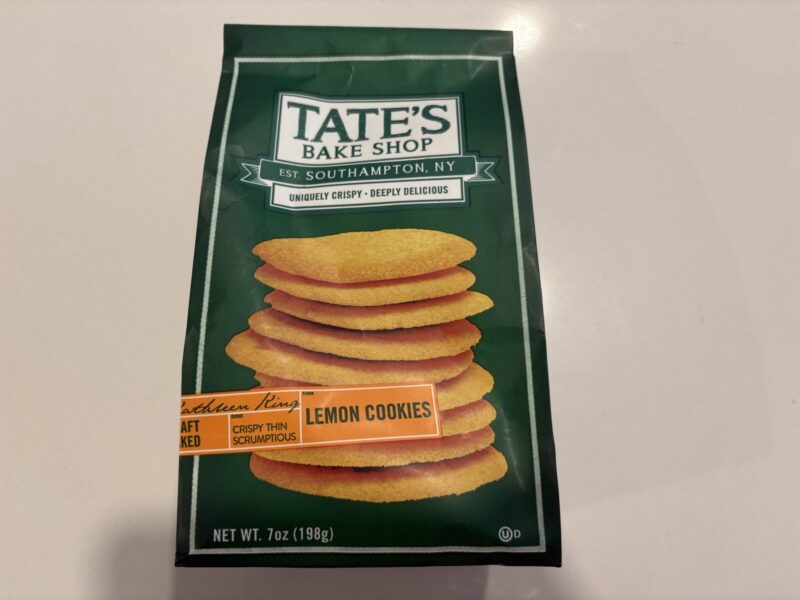 TATE'S
BAKE SHOP
EST. SOUTHAMPTON, NY
UNIQUELY CRISPY • DEEPLY DELICIOUS
athleen King
AFT
KED
CRISPY THIN
SCRUMPTIOUS
LEMON COOKIES
NET WT. 7oz (198g)
U D